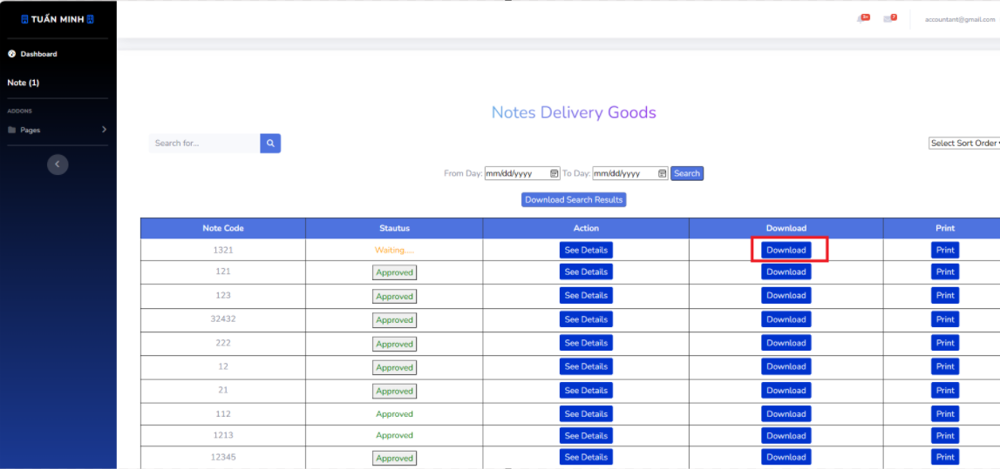 TUẤN MINH
9+
7
accountant@gmail.com
Dashboard
Note (1)
ADDONS
Pages
Notes Delivery Goods
Search for...
Select Sort Order
From Day: mm/dd/yyyy To Day: mm/dd/yyyy Search
Download Search Results
Note Code Stautus Action Download Print
1321 Waiting.... See Details Download Print
121 Approved See Details Download Print
123 Approved See Details Download Print
32432 Approved See Details Download Print
222 Approved See Details Download Print
12 Approved See Details Download Print
21 Approved See Details Download Print
112 Approved See Details Download Print
1213 Approved See Details Download Print
12345 Approved See Details Download Print